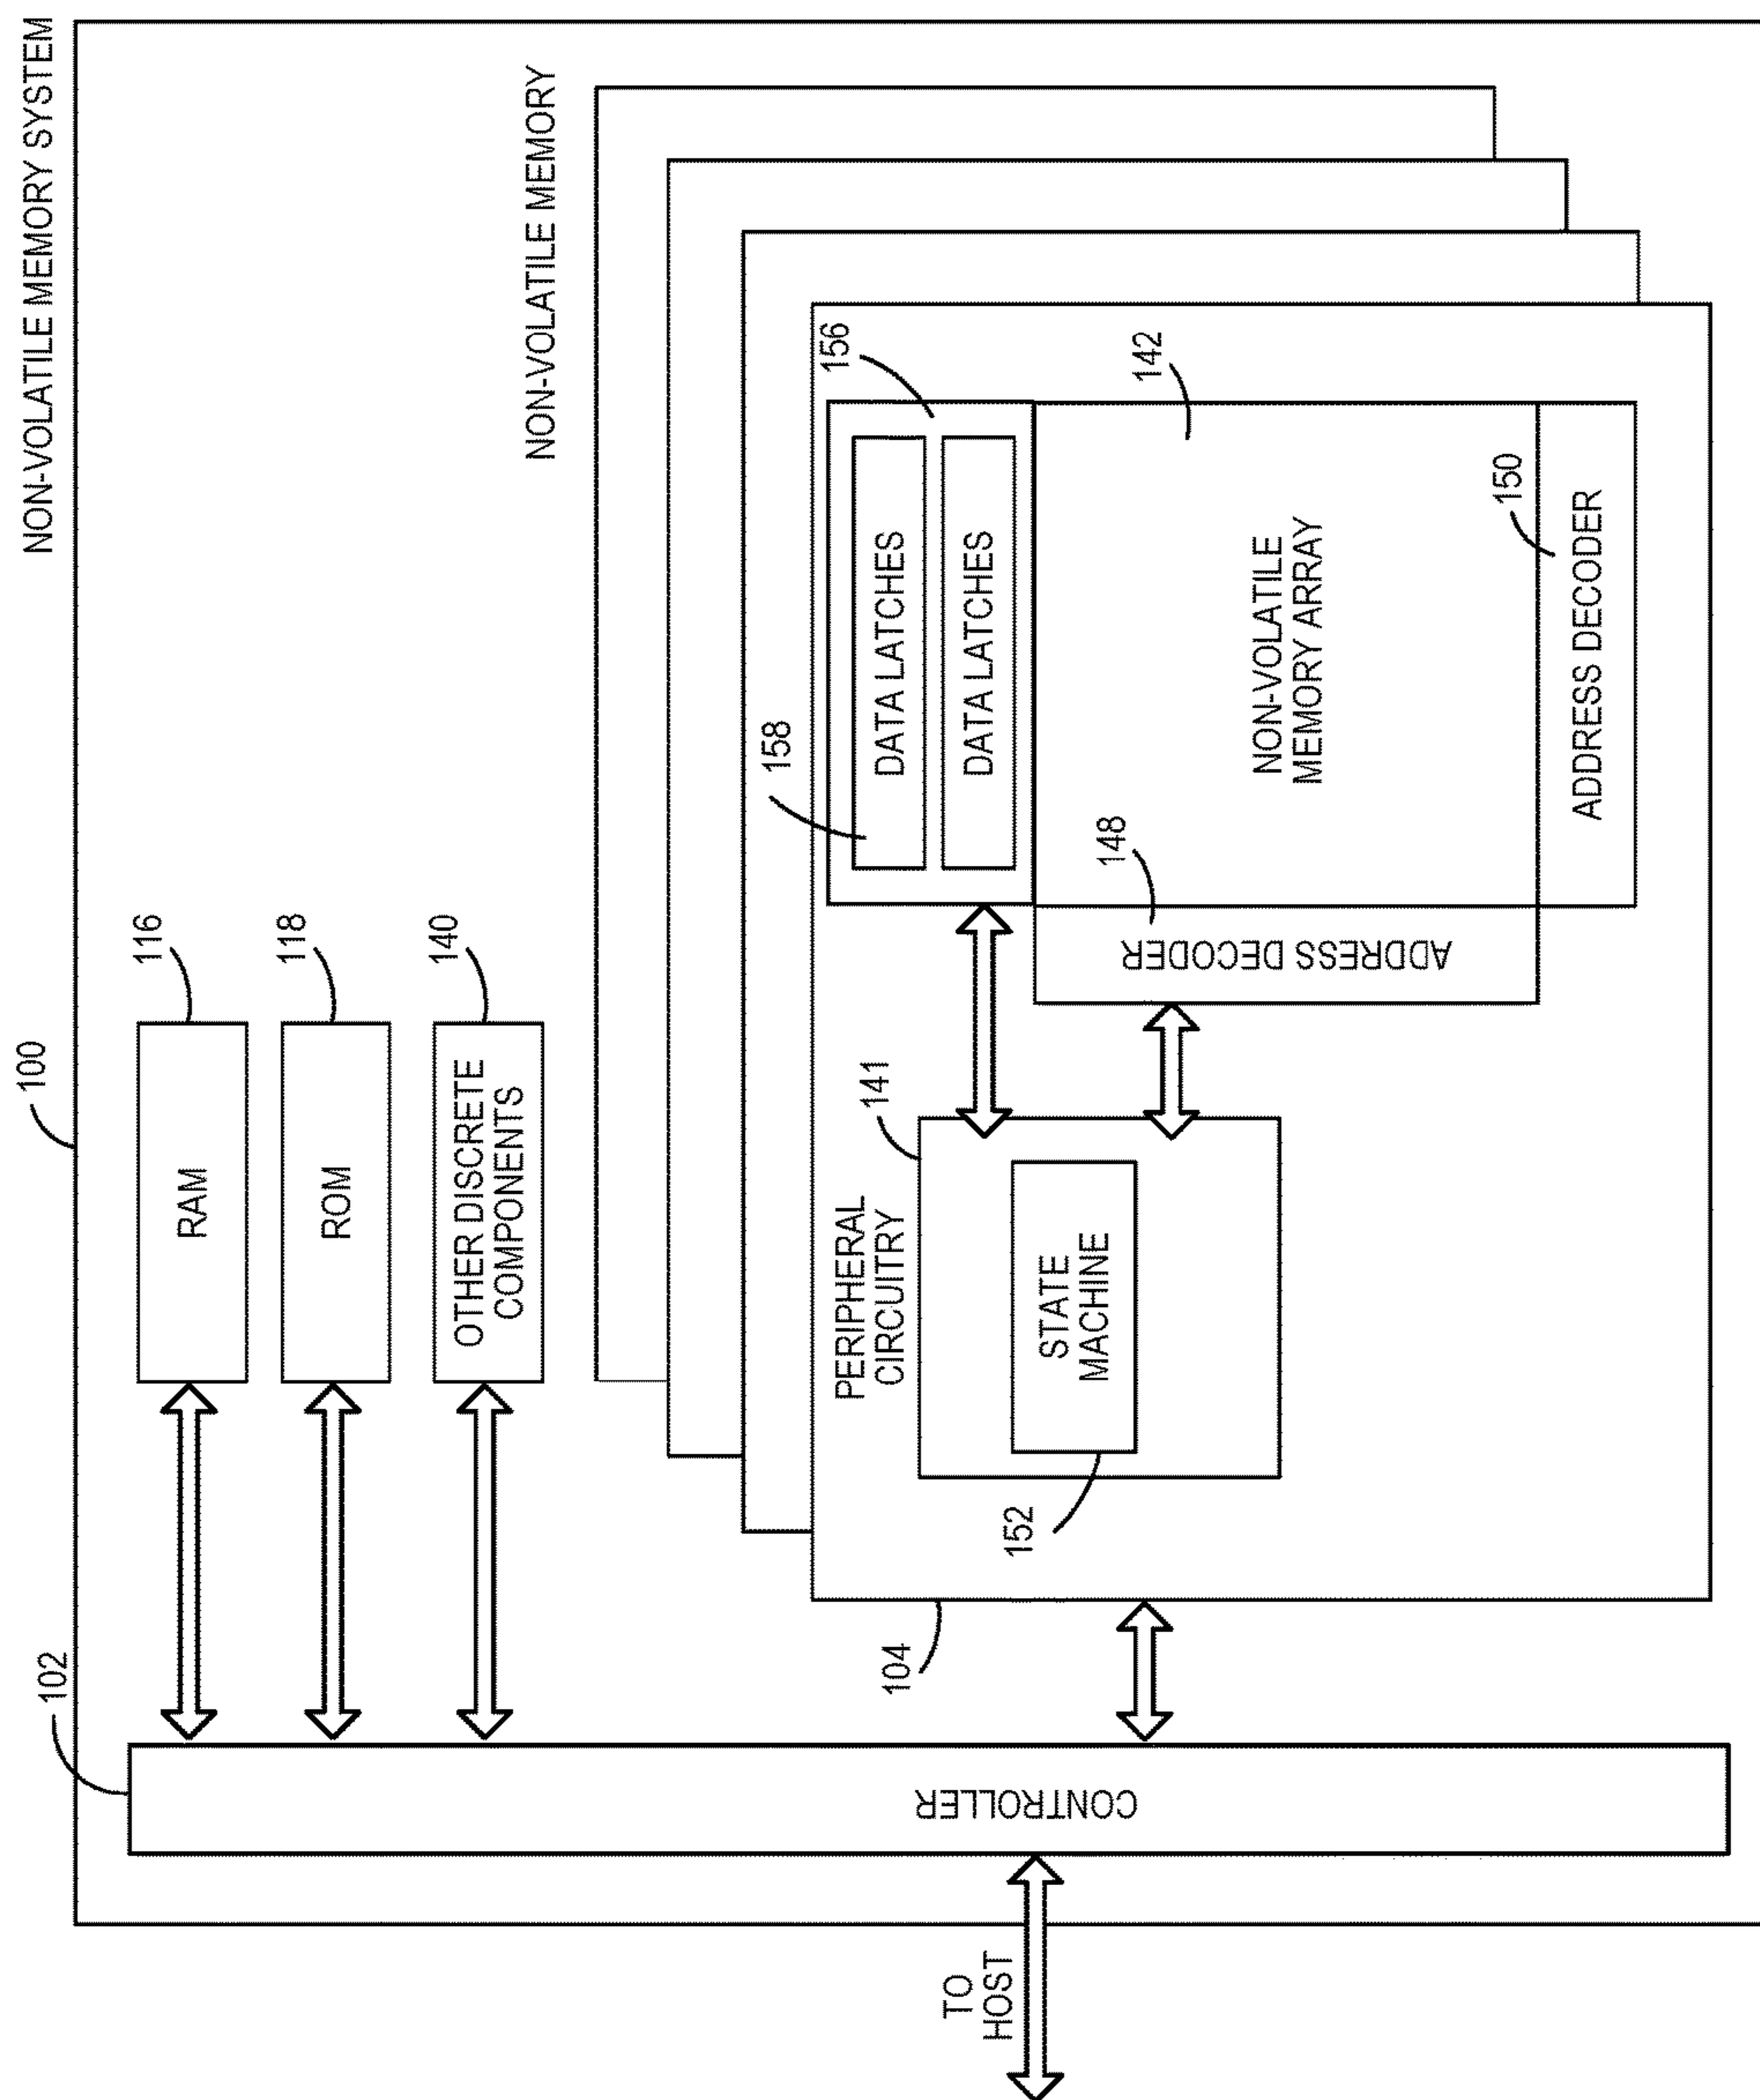 NON-VOLATILE MEMORY SYSTEM
100
102
RAM
116
ROM
118
OTHER DISCRETE
COMPONENTS
140
NON-VOLATILE MEMORY
TO
HOST
CONTROLLER
104
PERIPHERAL
CIRCUITRY
141
STATE
MACHINE
152
158
DATA LATCHES
DATA LATCHES
156
ADDRESS DECODER
148
NON-VOLATILE
MEMORY ARRAY
142
ADDRESS DECODER
150